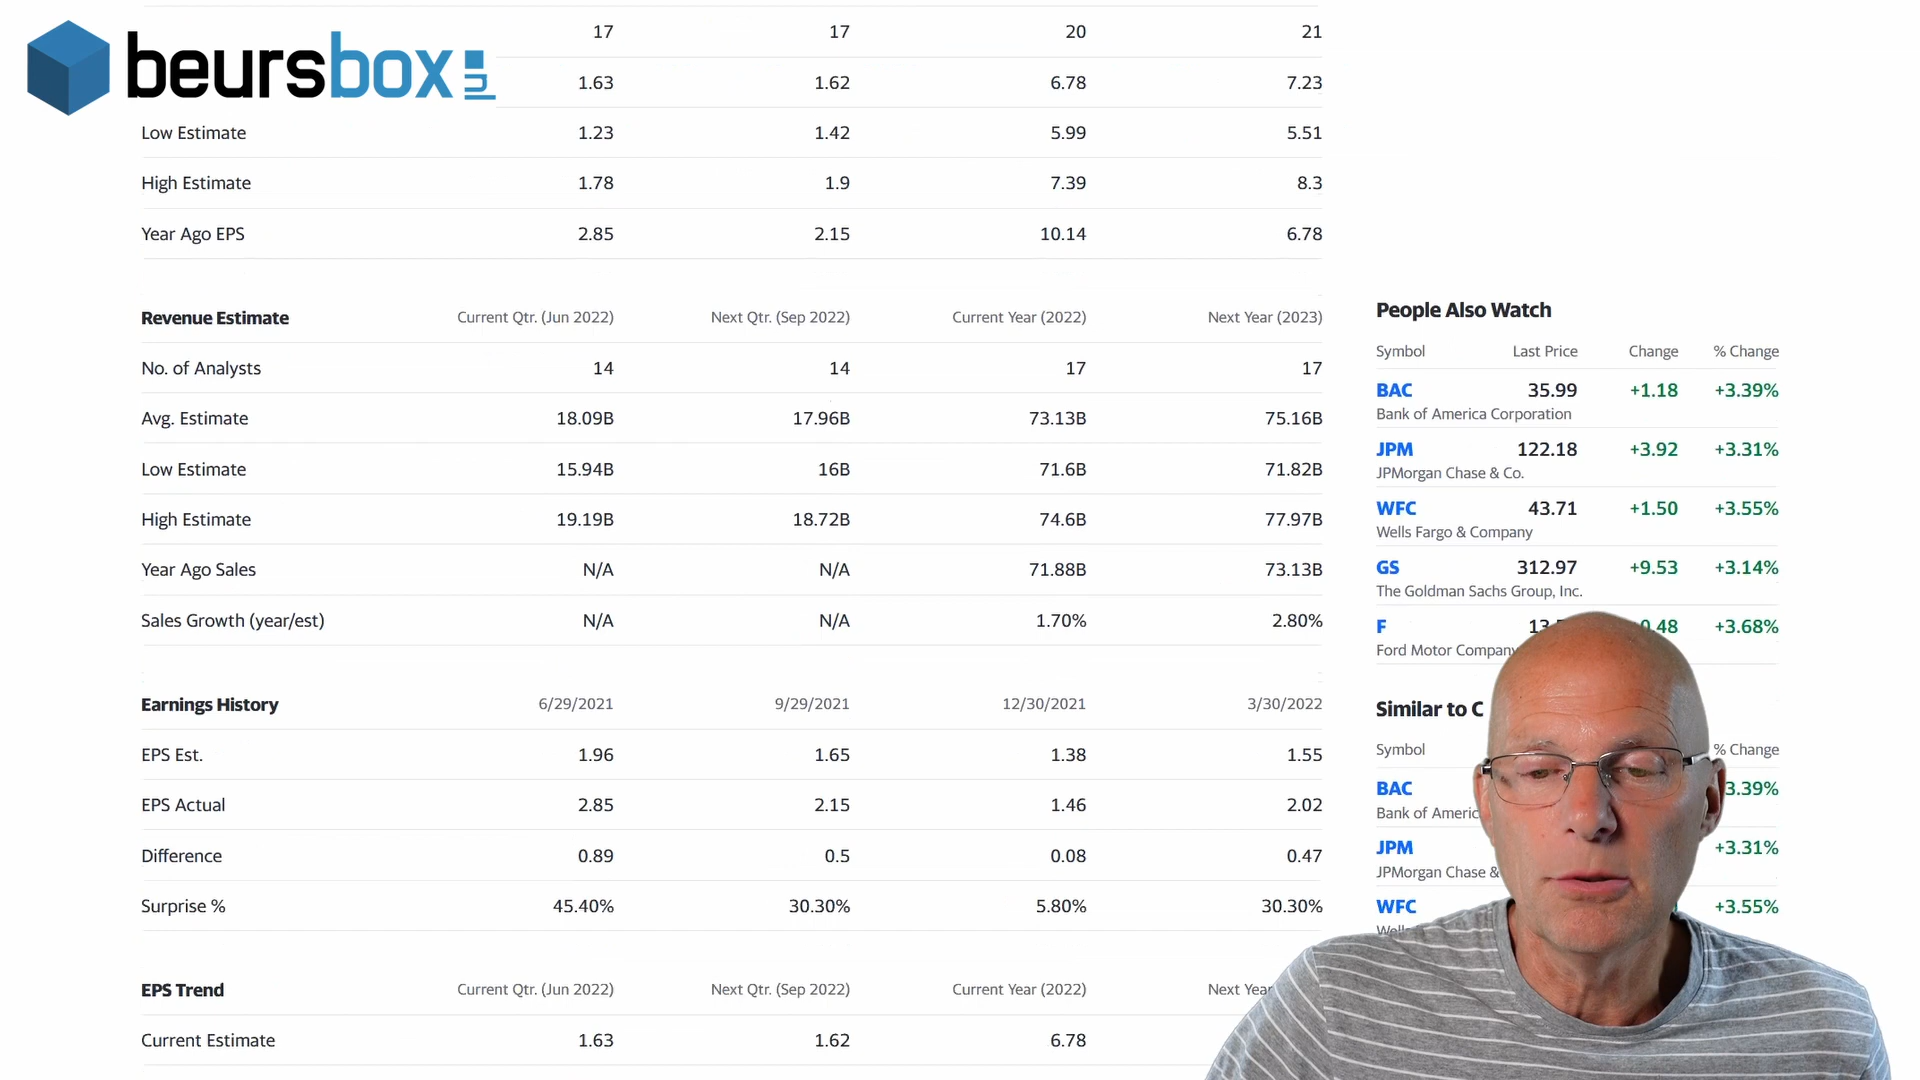 beursbox.nl
17 17 20 21
1.63 1.62 6.78 7.23
Low Estimate 1.23 1.42 5.99 5.51
High Estimate 1.78 1.9 7.39 8.3
Year Ago EPS 2.85 2.15 10.14 6.78
Revenue Estimate Current Qtr. (Jun 2022) Next Qtr. (Sep 2022) Current Year (2022) Next Year (2023)
No. of Analysts 14 14 17 17
Avg. Estimate 18.09B 17.96B 73.13B 75.16B
Low Estimate 15.94B 16B 71.6B 71.82B
High Estimate 19.19B 18.72B 74.6B 77.97B
Year Ago Sales N/A N/A 71.88B 73.13B
Sales Growth (year/est) N/A N/A 1.70% 2.80%
Earnings History 6/29/2021 9/29/2021 12/30/2021 3/30/2022
EPS Est. 1.96 1.65 1.38 1.55
EPS Actual 2.85 2.15 1.46 2.02
Difference 0.89 0.5 0.08 0.47
Surprise % 45.40% 30.30% 5.80% 30.30%
EPS Trend Current Qtr. (Jun 2022) Next Qtr. (Sep 2022) Current Year (2022) Next Year
Current Estimate 1.63 1.62 6.78
People Also Watch
Symbol Last Price Change % Change
BAC 35.99 +1.18 +3.39%
Bank of America Corporation
JPM 122.18 +3.92 +3.31%
JPMorgan Chase & Co.
WFC 43.71 +1.50 +3.55%
Wells Fargo & Company
GS 312.97 +9.53 +3.14%
The Goldman Sachs Group, Inc.
F 13. 0.48 +3.68%
Ford Motor Company
Similar to C
Symbol % Change
BAC 3.39%
Bank of Americ
JPM +3.31%
JPMorgan Chase &
WFC +3.55%